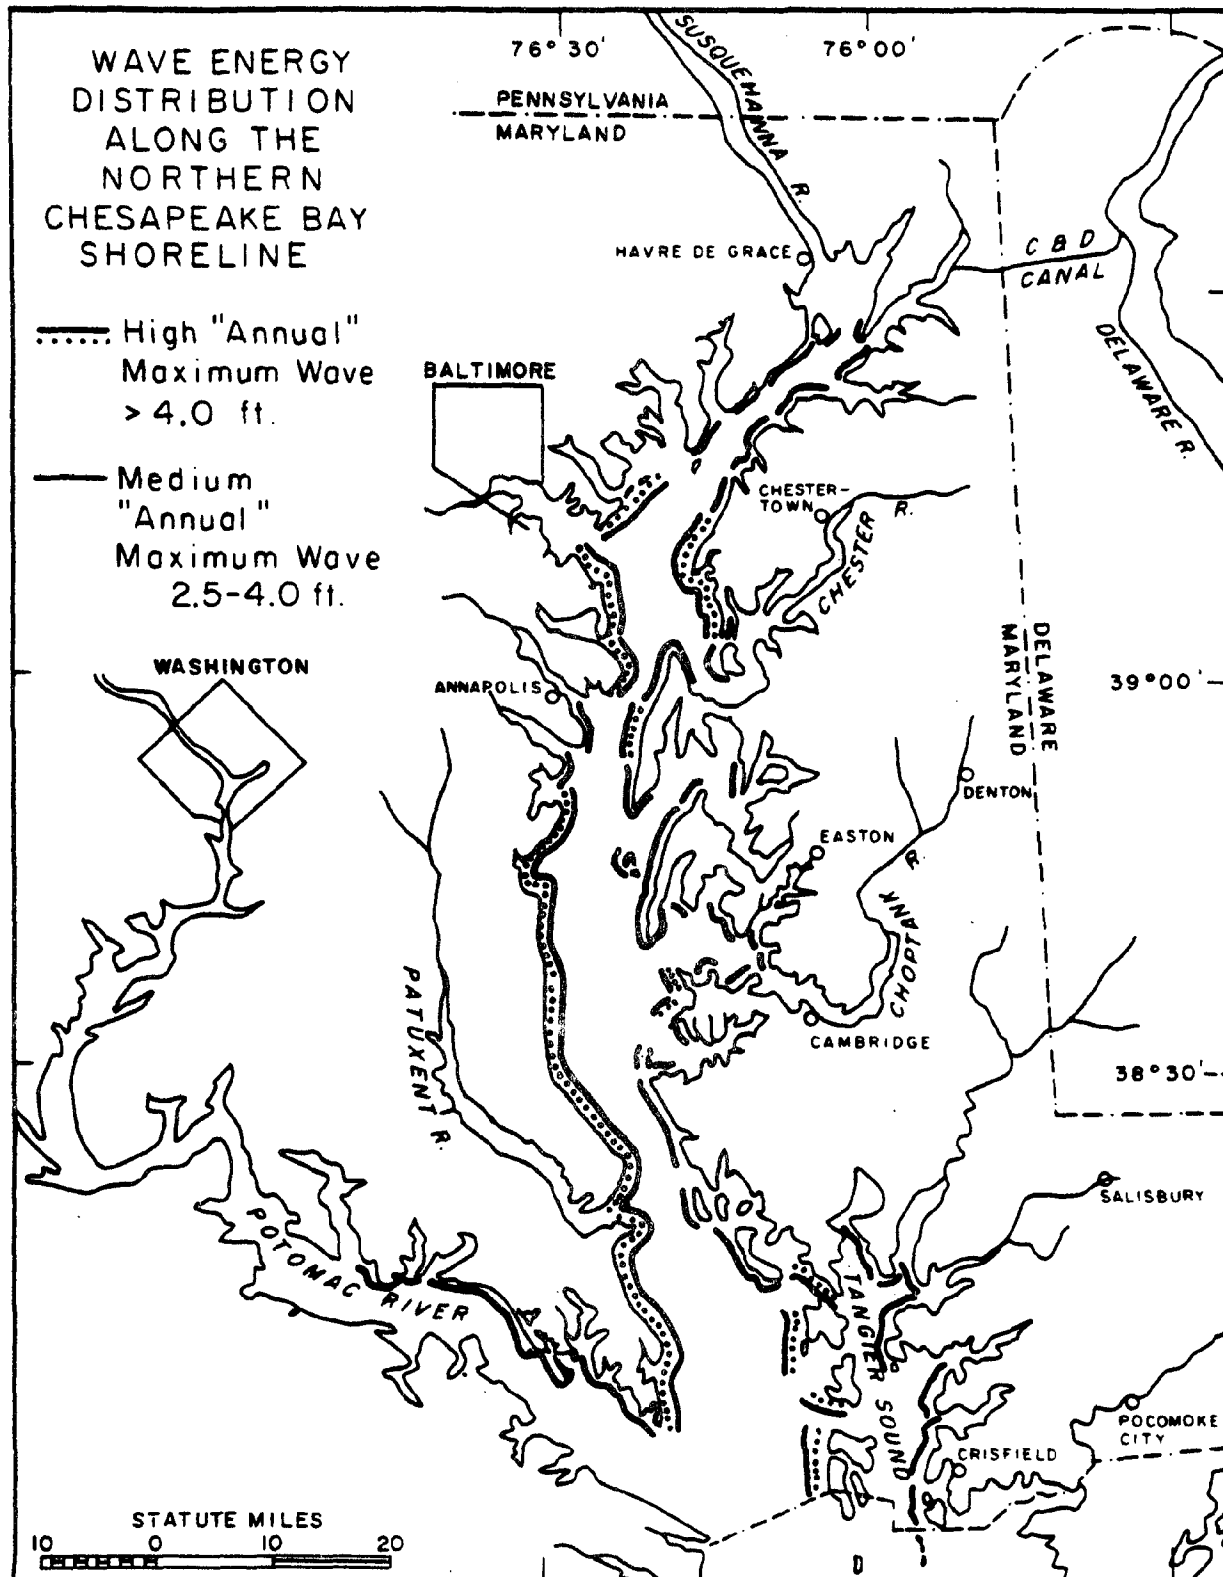 WAVE ENERGY
DISTRIBUTION
ALONG THE
NORTHERN
CHESAPEAKE BAY
SHORELINE
High "Annual"
Maximum Wave
> 4.0 ft.
Medium
"Annual"
Maximum Wave
2.5-4.0 ft.
76°30'
76°00'
SUSQUEHANNA R.
PENNSYLVANIA
MARYLAND
HAVRE DE GRACE
C & D
CANAL
DELAWARE R.
BALTIMORE
CHESTER-
TOWN
CHESTER R.
DELAWARE
MARYLAND
39°00'
WASHINGTON
ANNAPOLIS
DENTON
EASTON
CHOPTANK R.
CAMBRIDGE
PATUXENT R.
38°30'
SALISBURY
POTOMAC RIVER
TANGIER SOUND
POCOMOKE
CITY
CRISFIELD
STATUTE MILES
10 0 10 20
D